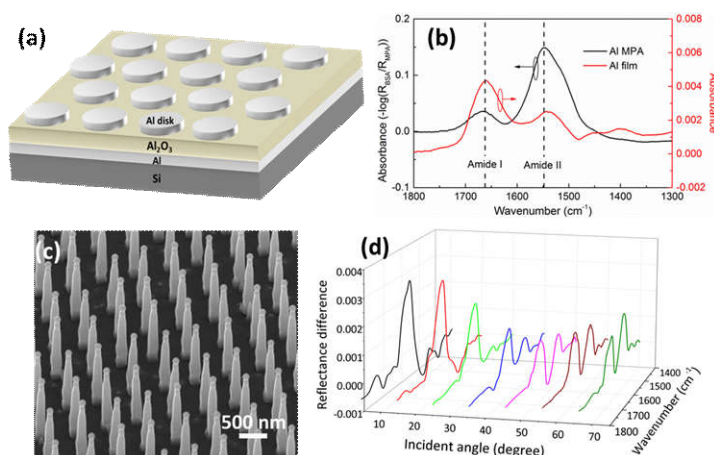 (a)
Al disk
Al₂O₃
Al
Si
(b)
Al MPA
Al film
Absorbance (-log(R_BSA/R_MPA))
0.2
0.1
0.0
-0.1
0.008
0.006
0.004
0.002
0.000
-0.002
Absorbance
Amide I
Amide II
1800
1700
1600
1500
1400
1300
Wavenumber (cm⁻¹)
(c)
500 nm
(d)
Reflectance difference
0.004
0.003
0.002
0.001
0.000
-0.001
10
20
30
40
50
60
70
Incident angle (degree)
1400
1500
1600
1700
1800
Wavenumber (cm⁻²)